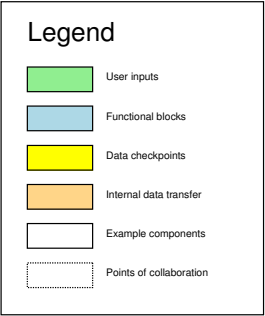 Legend
User inputs
Functional blocks
Data checkpoints
Internal data transfer
Example components
Points of collaboration